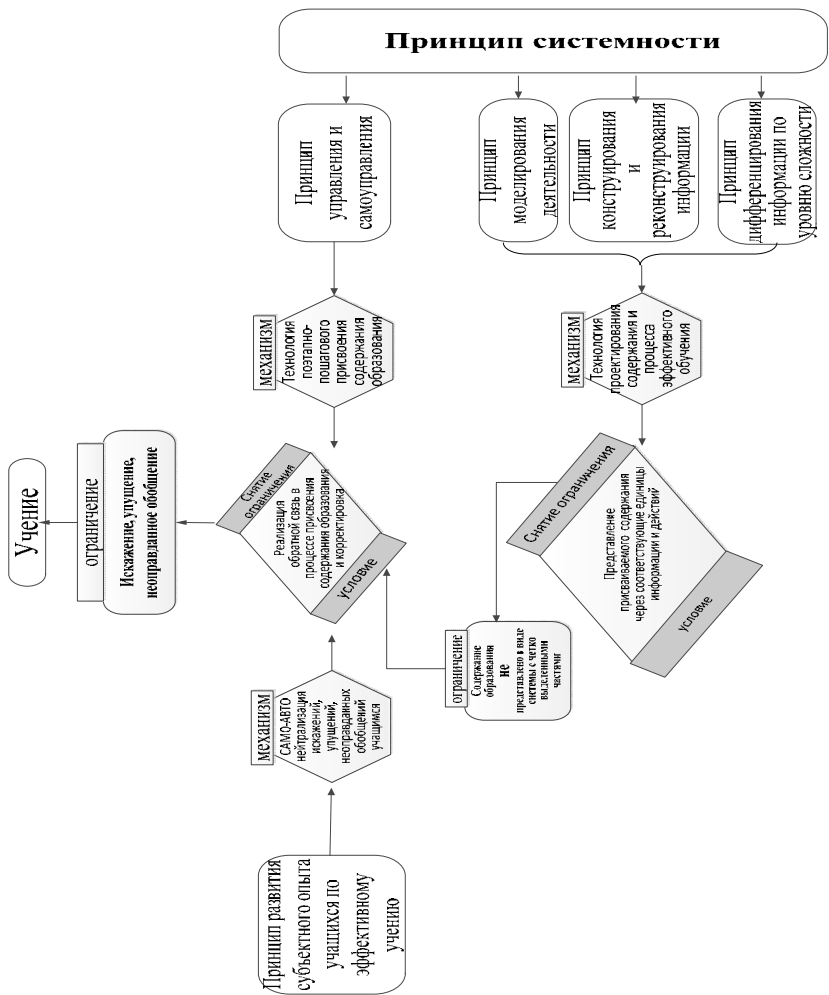 Принцип системности
Принцип
управления и
самоуправления
Принцип
моделирования
деятельности
Принцип
конструирования
и
реконструирования
информации
Принцип
дифференцирования
информации по
уровню сложности
механизм
Технология
поэтапно-
пошагового
присвоения
содержания
образования
механизм
Технология
проектирования
содержания и
процесса
эффективного
обучения
Учение
ограничение
Искажение, упущение,
неоправданное обобщение
Снятие
ограничения
Реализация
обратной связь в
процессе присвоения
содержания образования
и корректировка
условие
Снятие ограничения
Представление
присваиваемого содержания
через соответствующие единицы
информации и действий
условие
ограничение
Содержание
образования
не
представлено в виде
системы с четко
выделенными
частями
механизм
САМО-АВТО
нейтрализация
искажений,
упущений,
неоправданных
обобщений
учащимся
Принцип развития
субъектного опыта
учащихся по
эффективному
учению